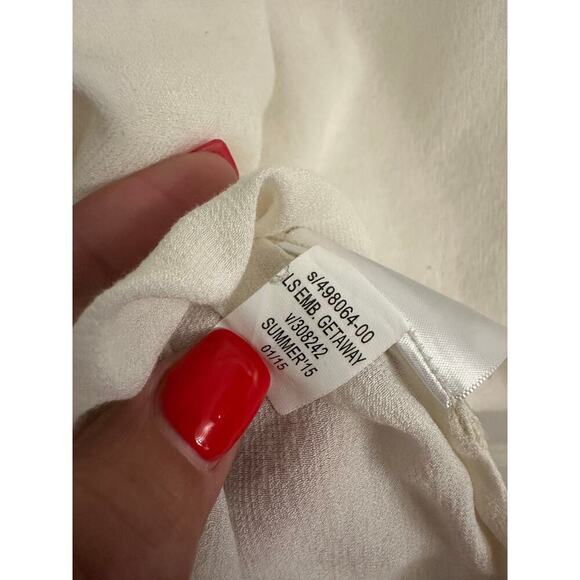 s/498064-00
LS EMB. GETAWAY
v/308242
SUMMER'15
01/15